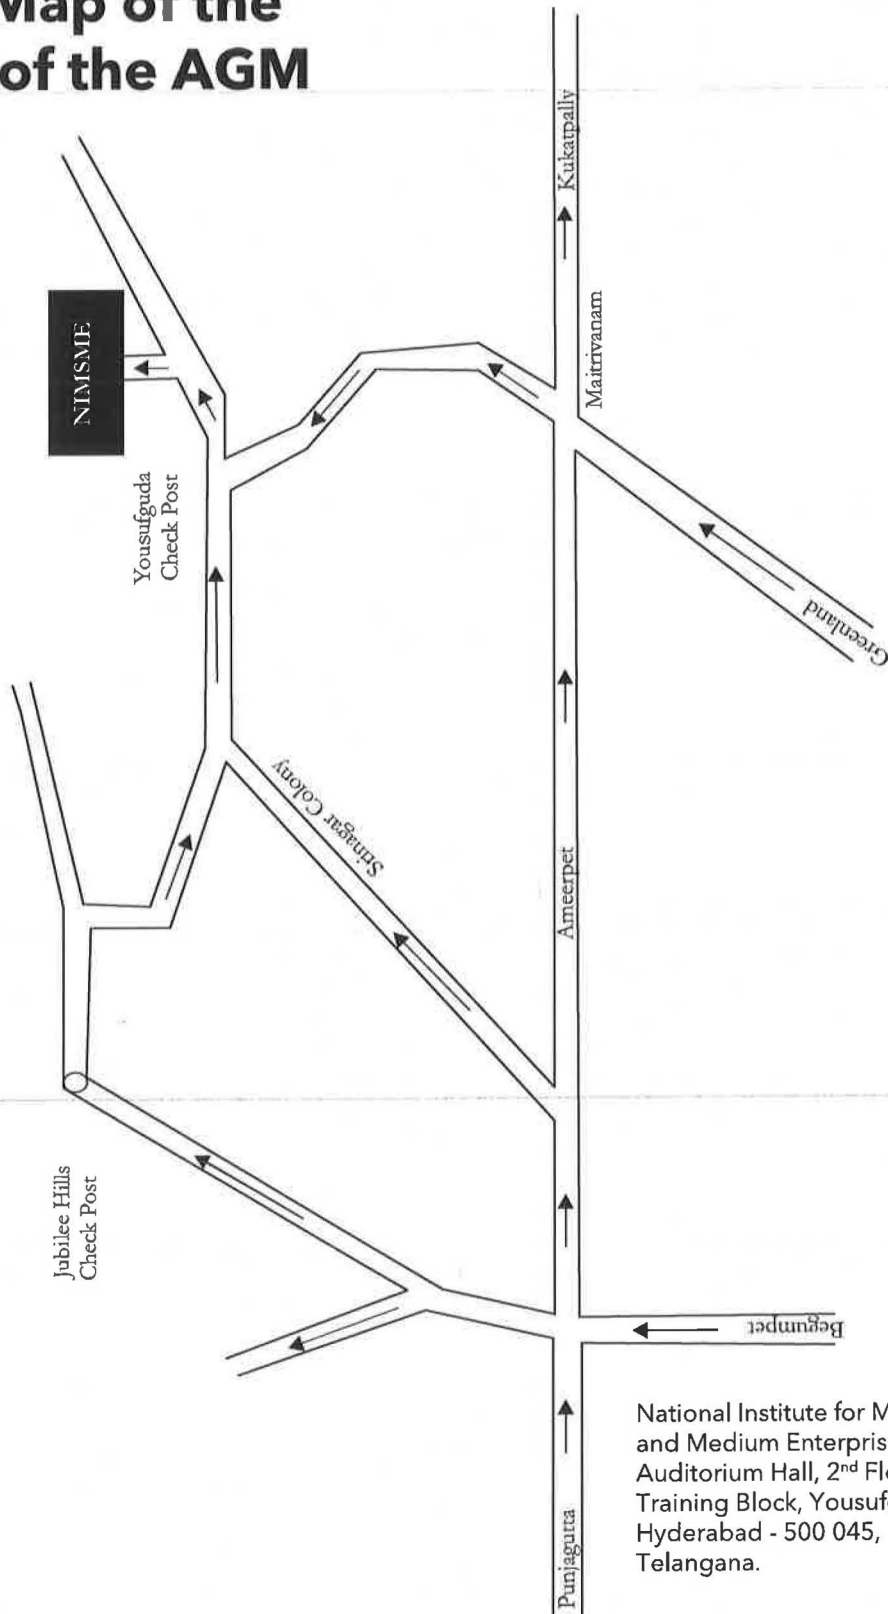 Map of the
of the AGM
Kukatpally
Maitrivanam
NIMSME
Yousufguda
Check Post
Greenland
Srinagar Colony
Ameerpet
Jubilee Hills
Check Post
Begumpet
Punjagutta
National Institute for M
and Medium Enterpris
Auditorium Hall, 2nd Fl
Training Block, Yousuf
Hyderabad - 500 045,
Telangana.